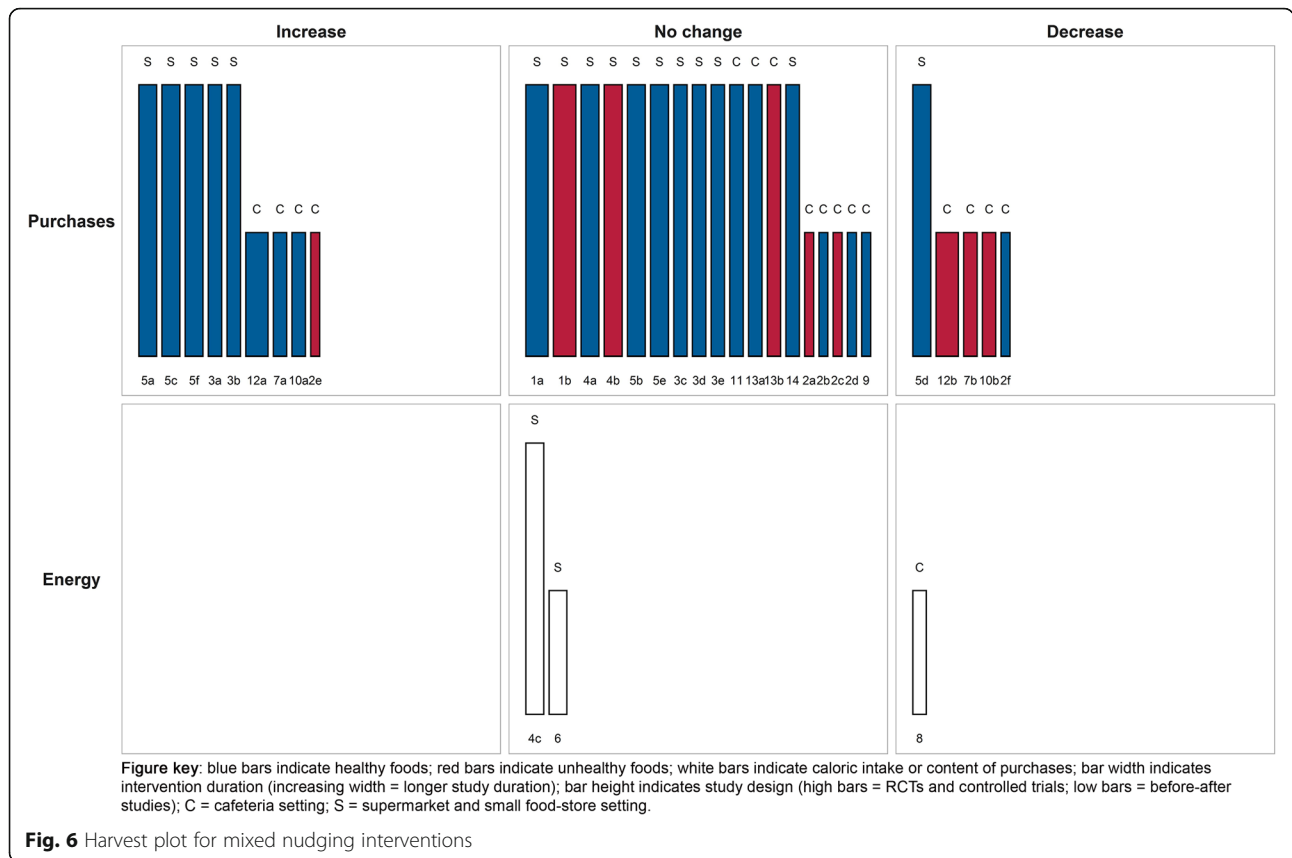 Increase No change Decrease
S S S S S S S S S S S S S S C C C S S
C C C C C C C C C C C C C
Purchases
5a 5c 5f 3a 3b 12a 7a 10a 2e 1a 1b 4a 4b 5b 5e 3c 3d 3e 11 13a 13b 14 2a 2b 2c 2d 9 5d 12b 7b 10b 2f
S
S C
Energy
4c 6 8
Figure key: blue bars indicate healthy foods; red bars indicate unhealthy foods; white bars indicate caloric intake or content of purchases; bar width indicates
intervention duration (increasing width = longer study duration); bar height indicates study design (high bars = RCTs and controlled trials; low bars = before-after
studies); C = cafeteria setting; S = supermarket and small food-store setting.
Fig. 6 Harvest plot for mixed nudging interventions